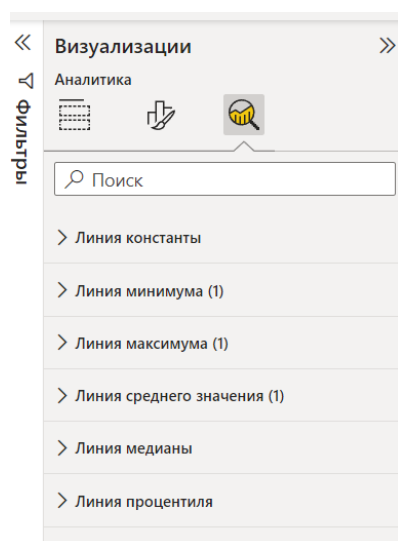 Визуализации
Аналитика
Фильтры
Поиск
Линия константы
Линия минимума (1)
Линия максимума (1)
Линия среднего значения (1)
Линия медианы
Линия процентиля